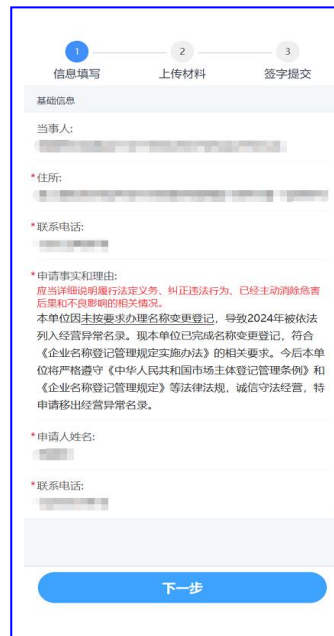 1
2
3
信息填写
上传材料
签字提交
基础信息
当事人:
*住所:
*联系电话:
*申请事实和理由:
应当详细说明履行法定义务、纠正违法行为、已经主动消除危害
后果和不良影响的相关情况。
本单位因未按要求办理名称变更登记，导致2024年被依法
列入经营异常名录。现本单位已完成名称变更登记，符合
《企业名称登记管理规定实施办法》的相关要求。今后本单
位将严格遵守《中华人民共和国市场主体登记管理条例》和
《企业名称登记管理规定》等法律法规，诚信守法经营，特
申请移出经营异常名录。
*申请人姓名:
*联系电话:
下一步